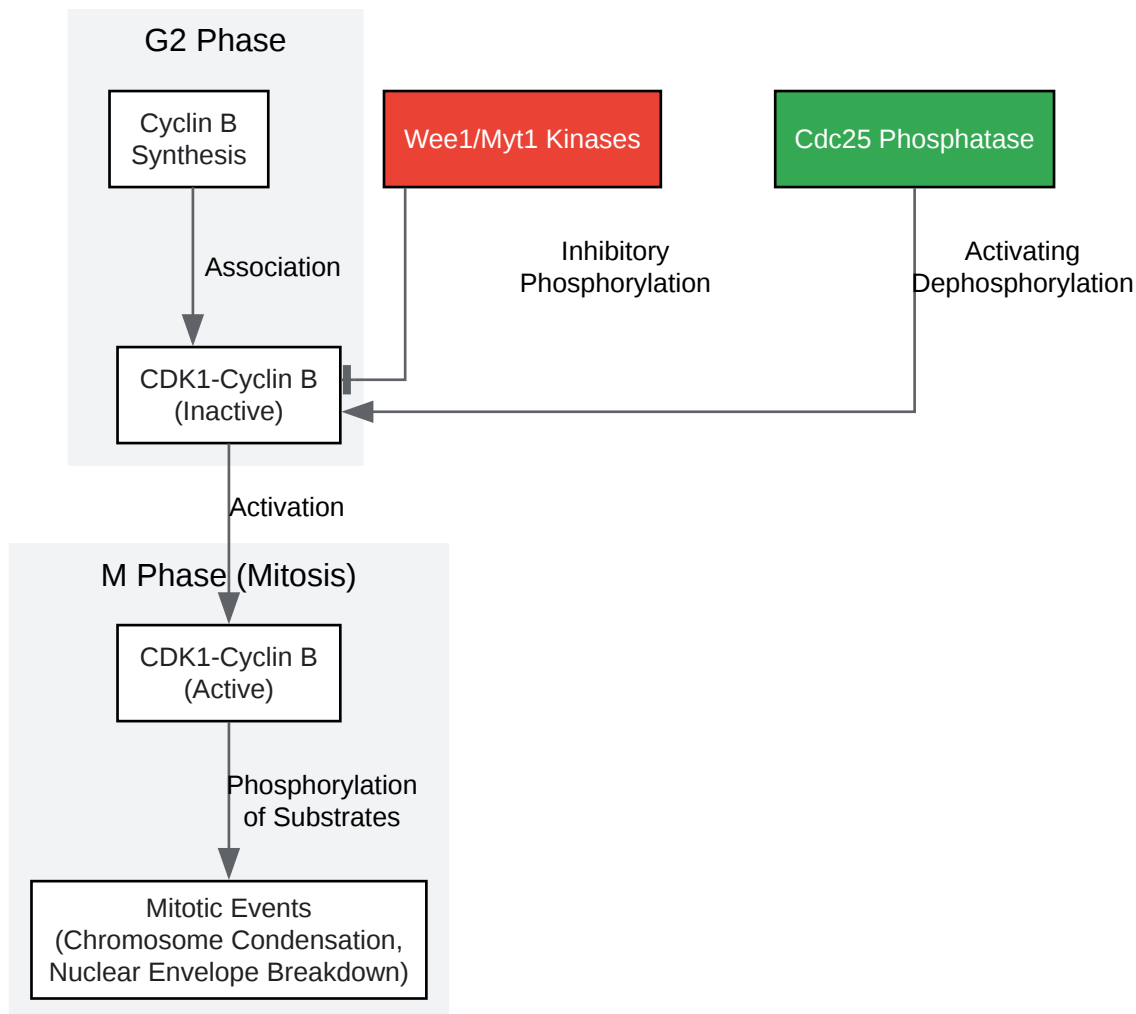 G2 Phase
Cyclin B
Synthesis
Wee1/Myt1 Kinases
Cdc25 Phosphatase
Association
Inhibitory
Phosphorylation
Activating
Dephosphorylation
CDK1-Cyclin B
(Inactive)
Activation
M Phase (Mitosis)
CDK1-Cyclin B
(Active)
Phosphorylation
of Substrates
Mitotic Events
(Chromosome Condensation,
Nuclear Envelope Breakdown)